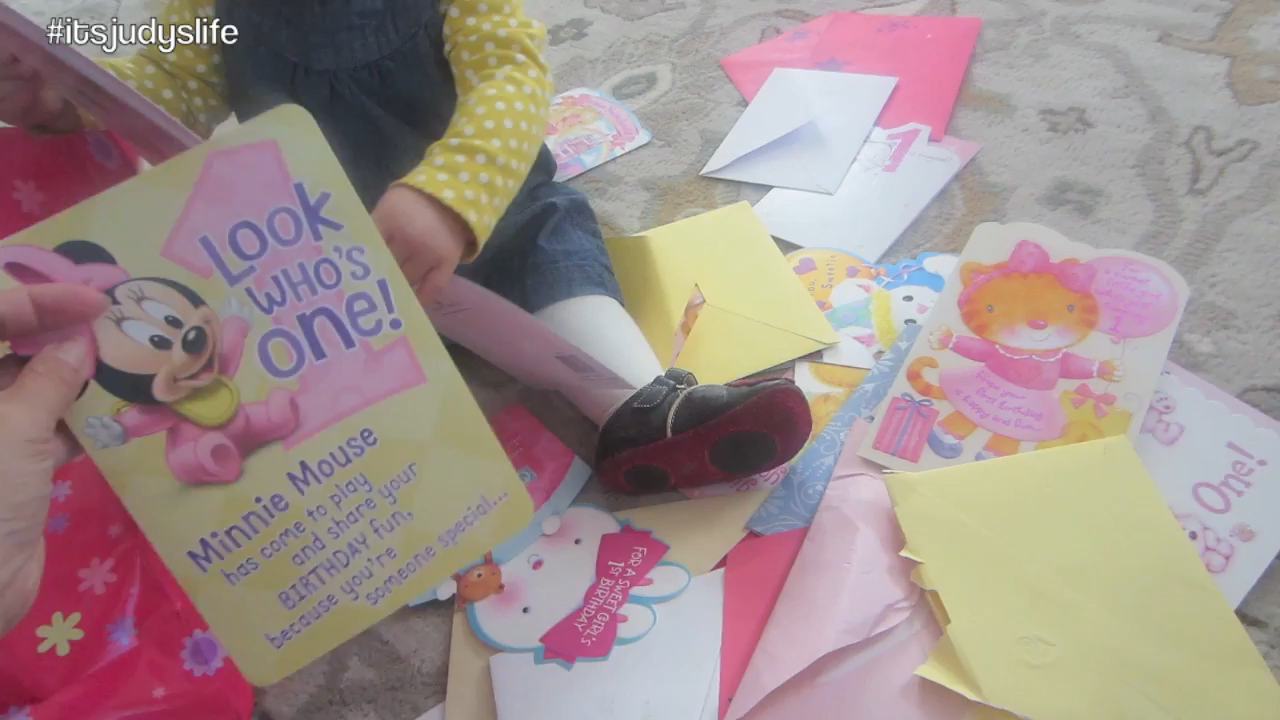 #itsjudyslife
LOOK
WHO'S
one!
Minnie Mouse
has come to play
and share your
BIRTHDAY fun,
because you're
someone special...
1
One!
FOR A SWEET GIRL'S
1ST BIRTHDAY